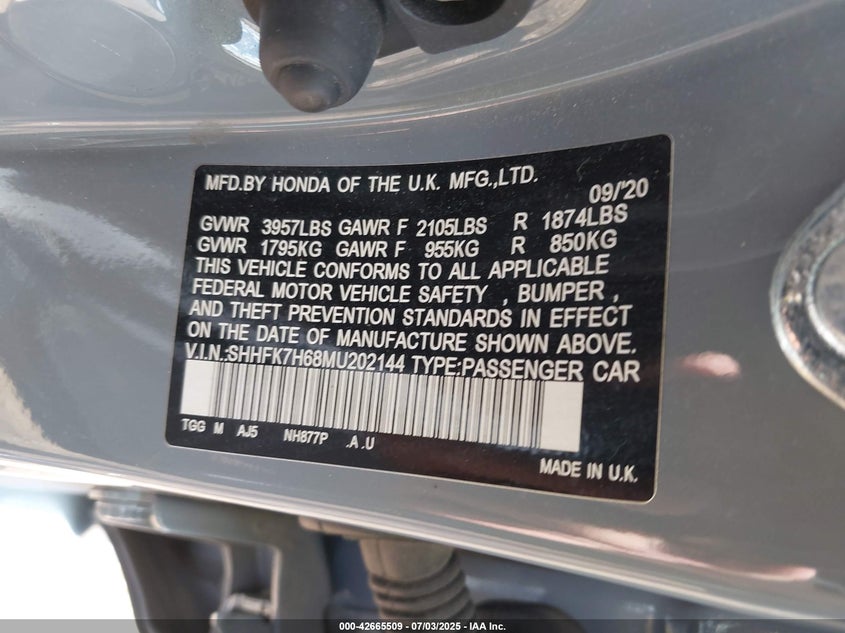 MFD.BY HONDA OF THE U.K. MFG.,LTD.
09/'20
GVWR 3957LBS GAWR F 2105LBS R 1874LBS
GVWR 1795KG GAWR F 955KG R 850KG
THIS VEHICLE CONFORMS TO ALL APPLICABLE
FEDERAL MOTOR VEHICLE SAFETY , BUMPER ,
AND THEFT PREVENTION STANDARDS IN EFFECT
ON THE DATE OF MANUFACTURE SHOWN ABOVE.
V.I.N.:SHHFK7H68MU202144 TYPE:PASSENGER CAR
TGG M AJ5 NH877P .A .U
MADE IN U.K.
000-42665509 - 07/03/2025 - IAA Inc.